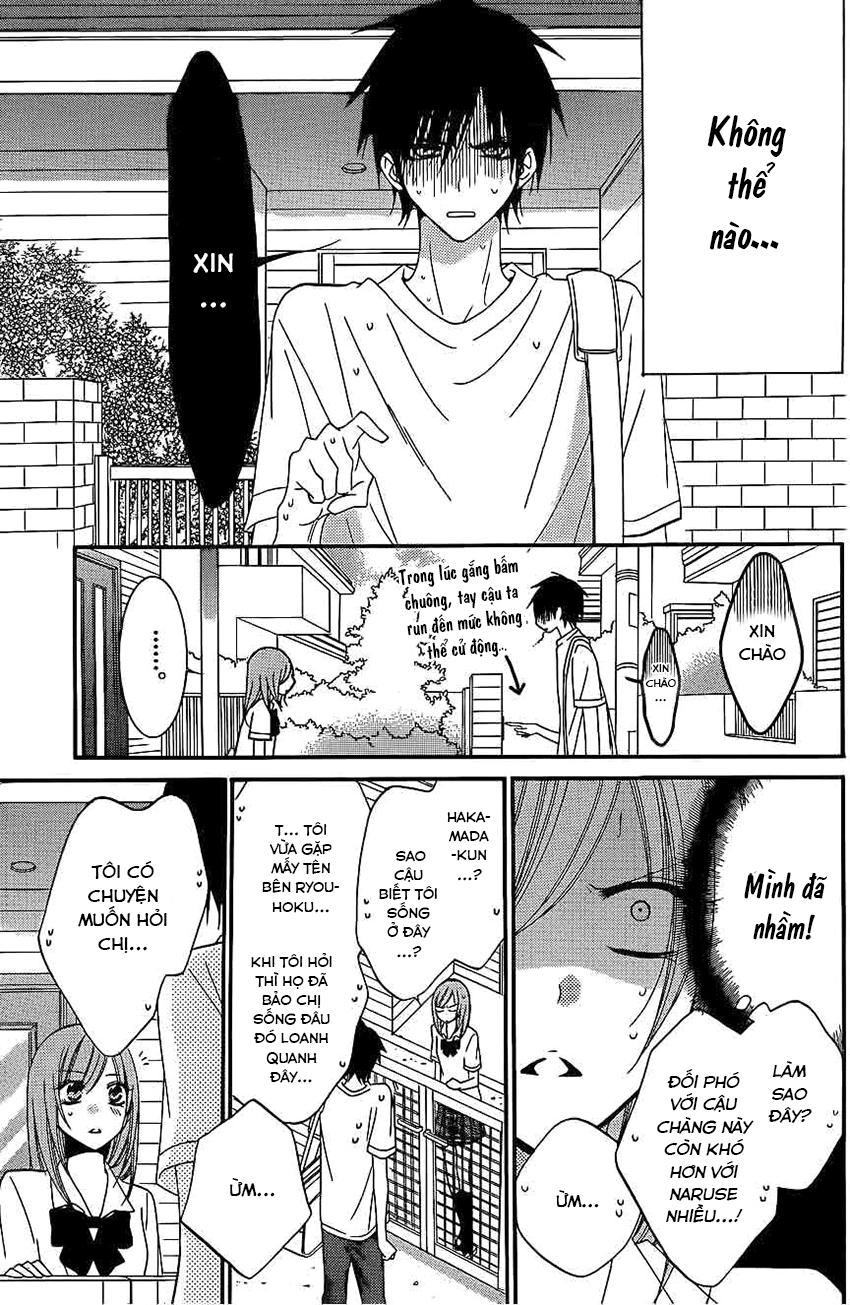 Không
thể
nào...
XIN
...
XIN
CHÀO
XIN
CHÁO
...
Trong lúc gắng bấm
chuông, tay cậu ta
run đến mức không
thể cử động...
.......
Mình đã
nhầm!
LÀM
SAO
ĐÂY?
ĐỐI PHÓ
VỚI CẬU
CHÀNG NÀY
CÒN KHÓ
HƠN VỚI
NARUSE
NHIỀU...!
ỪM...
HAKA-
MADA
-KUN
...?
SAO
CẬU
BIẾT TÔI
SỐNG
Ở ĐÂY
...?
T... TÔI
VỪA GẶP
MẤY TÊN
BÊN RYOU-
HOKU...
KHI TÔI HỎI
THÌ HỌ ĐÃ
BẢO CHỊ
SỐNG ĐÂU
ĐÓ LOANH
QUANH
ĐÂY...
ỪM...
TÔI CÓ
CHUYỆN
MUỐN HỎI
CHỊ...